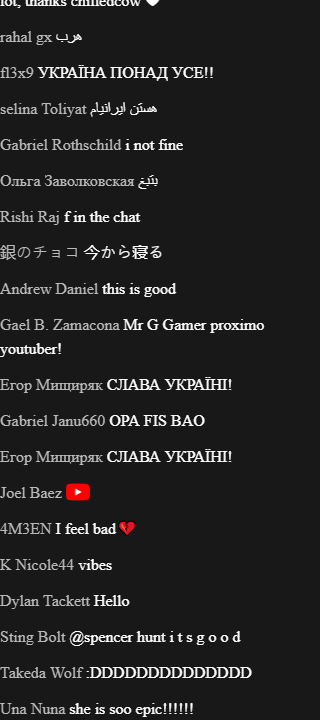 lot, thanks chilledcow
rahal gx هرب
fl3x9 УКРАЇНА ПОНАД УСЕ!!
selina Toliyat هستن ایرانیام
Gabriel Rothschild i not fine
Ольга Заволковская بتبغ
Rishi Raj f in the chat
銀のチョコ 今から寝る
Andrew Daniel this is good
Gael B. Zamacona Mr G Gamer proximo
youtuber!
Егор Мищиряк СЛАВА УКРАЇНІ!
Gabriel Janu660 OPA FIS BAO
Егор Мищиряк СЛАВА УКРАЇНІ!
Joel Baez
4M3EN I feel bad 💔
K Nicole44 vibes
Dylan Tackett Hello
Sting Bolt @spencer hunt i t s g o o d
Takeda Wolf :DDDDDDDDDDDDDD
Una Nuna she is soo epic!!!!!!